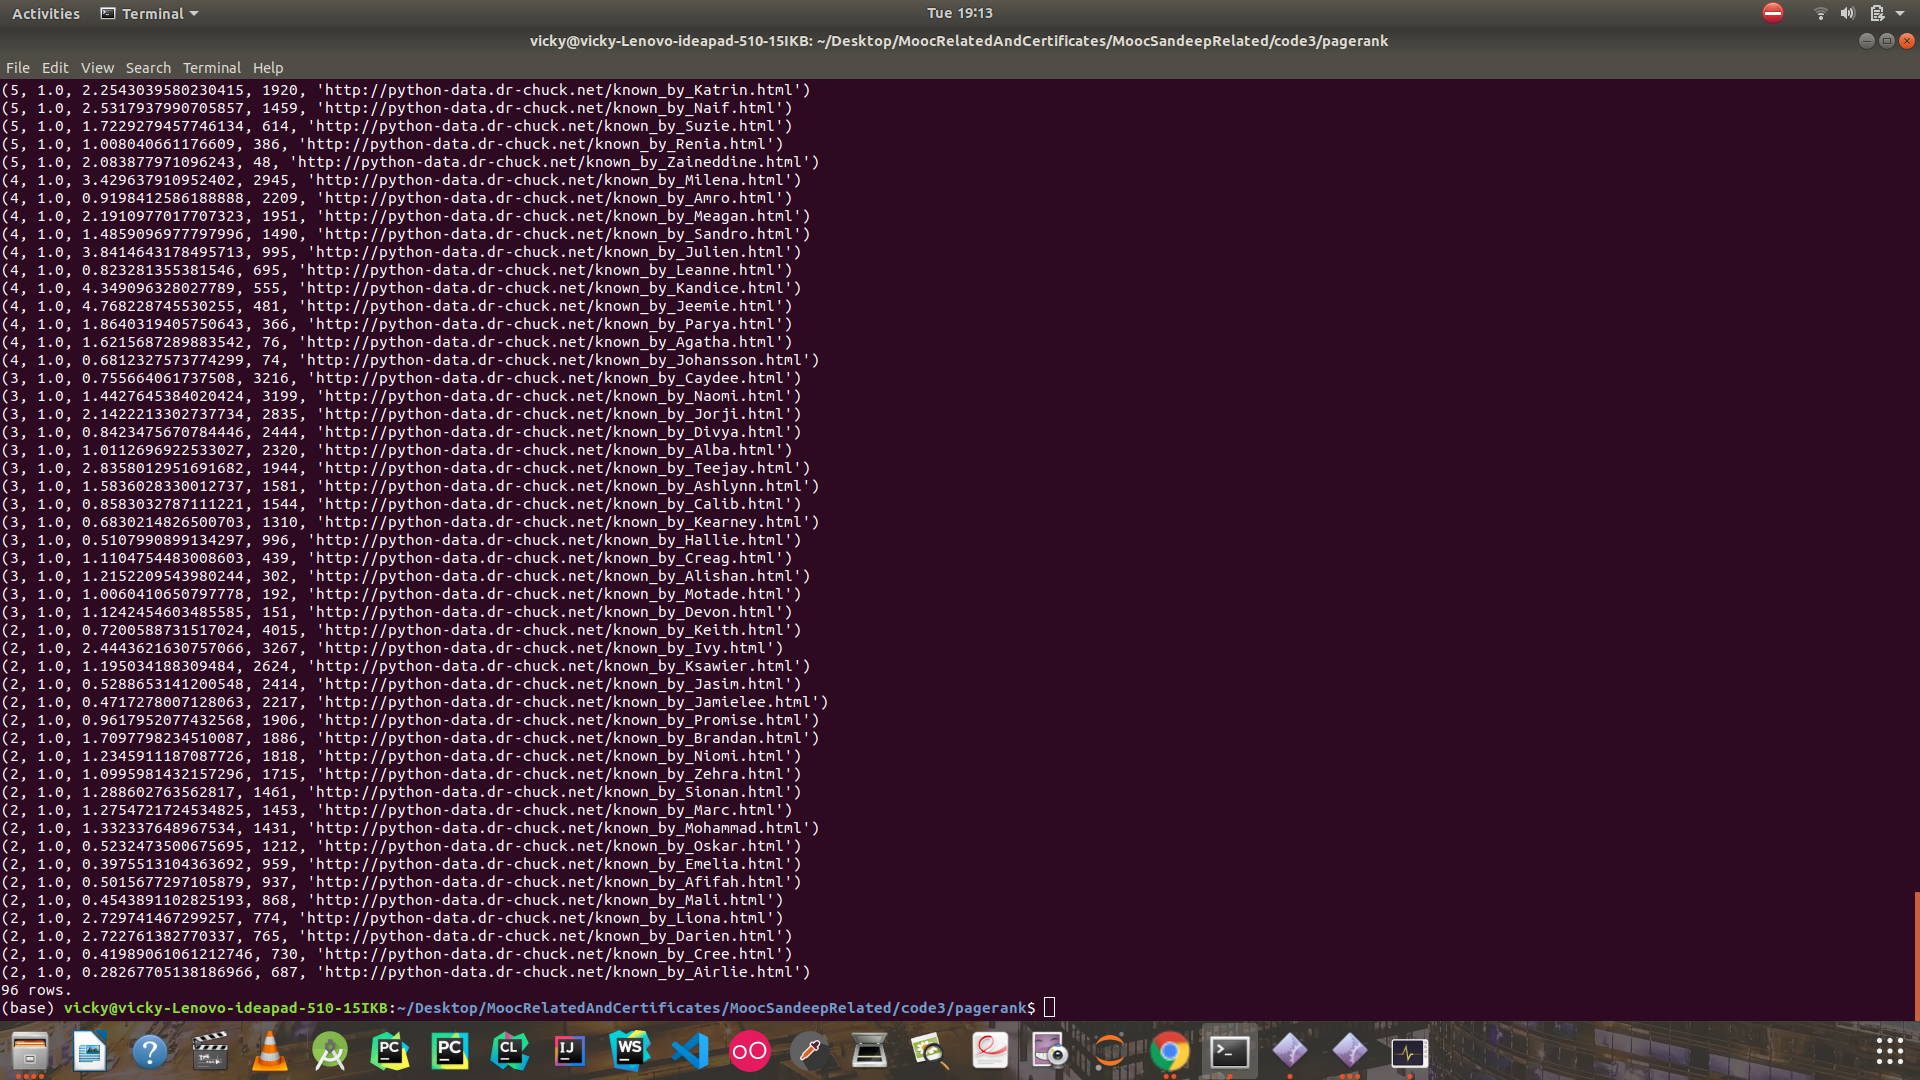 Activities Terminal Tue 19:13
vicky@vicky-Lenovo-ideapad-510-15IKB: ~/Desktop/MoocRelatedAndCertificates/MoocSandeepRelated/code3/pagerank
File Edit View Search Terminal Help
(5, 1.0, 2.2543039580230415, 1920, 'http://python-data.dr-chuck.net/known_by_Katrin.html')
(5, 1.0, 2.5317937990705857, 1459, 'http://python-data.dr-chuck.net/known_by_Naif.html')
(5, 1.0, 1.7229279457746134, 614, 'http://python-data.dr-chuck.net/known_by_Suzie.html')
(5, 1.0, 1.008040661176609, 386, 'http://python-data.dr-chuck.net/known_by_Renia.html')
(5, 1.0, 2.083877971096243, 48, 'http://python-data.dr-chuck.net/known_by_Zaineddine.html')
(4, 1.0, 3.429637910952402, 2945, 'http://python-data.dr-chuck.net/known_by_Milena.html')
(4, 1.0, 0.9198412586188888, 2209, 'http://python-data.dr-chuck.net/known_by_Amro.html')
(4, 1.0, 2.1910977017707323, 1951, 'http://python-data.dr-chuck.net/known_by_Meagan.html')
(4, 1.0, 1.4859096977797996, 1490, 'http://python-data.dr-chuck.net/known_by_Sandro.html')
(4, 1.0, 3.8414643178495713, 995, 'http://python-data.dr-chuck.net/known_by_Julien.html')
(4, 1.0, 0.823281355381546, 695, 'http://python-data.dr-chuck.net/known_by_Leanne.html')
(4, 1.0, 4.349096328027789, 555, 'http://python-data.dr-chuck.net/known_by_Kandice.html')
(4, 1.0, 4.768228745530255, 481, 'http://python-data.dr-chuck.net/known_by_Jeemie.html')
(4, 1.0, 1.8640319405750643, 366, 'http://python-data.dr-chuck.net/known_by_Parya.html')
(4, 1.0, 1.6215687289883542, 76, 'http://python-data.dr-chuck.net/known_by_Agatha.html')
(4, 1.0, 0.6812327573774299, 74, 'http://python-data.dr-chuck.net/known_by_Johansson.html')
(3, 1.0, 0.755664061737508, 3216, 'http://python-data.dr-chuck.net/known_by_Caydee.html')
(3, 1.0, 1.4427645384020424, 3199, 'http://python-data.dr-chuck.net/known_by_Naomi.html')
(3, 1.0, 2.1422213302737734, 2835, 'http://python-data.dr-chuck.net/known_by_Jorji.html')
(3, 1.0, 0.8423475670784446, 2444, 'http://python-data.dr-chuck.net/known_by_Divya.html')
(3, 1.0, 1.0112696922533027, 2320, 'http://python-data.dr-chuck.net/known_by_Alba.html')
(3, 1.0, 2.8358012951691682, 1944, 'http://python-data.dr-chuck.net/known_by_Teejay.html')
(3, 1.0, 1.5836028330012737, 1581, 'http://python-data.dr-chuck.net/known_by_Ashlynn.html')
(3, 1.0, 0.8583032787111221, 1544, 'http://python-data.dr-chuck.net/known_by_Calib.html')
(3, 1.0, 0.6830214826500703, 1310, 'http://python-data.dr-chuck.net/known_by_Kearney.html')
(3, 1.0, 0.5107990899134297, 996, 'http://python-data.dr-chuck.net/known_by_Hallie.html')
(3, 1.0, 1.1104754483008603, 439, 'http://python-data.dr-chuck.net/known_by_Creag.html')
(3, 1.0, 1.2152209543980244, 302, 'http://python-data.dr-chuck.net/known_by_Alishan.html')
(3, 1.0, 1.0060410650797778, 192, 'http://python-data.dr-chuck.net/known_by_Motade.html')
(3, 1.0, 1.1242454603485585, 151, 'http://python-data.dr-chuck.net/known_by_Devon.html')
(2, 1.0, 0.7200588731517024, 4015, 'http://python-data.dr-chuck.net/known_by_Keith.html')
(2, 1.0, 2.4443621630757066, 3267, 'http://python-data.dr-chuck.net/known_by_Ivy.html')
(2, 1.0, 1.195034188309484, 2624, 'http://python-data.dr-chuck.net/known_by_Ksawier.html')
(2, 1.0, 0.5288653141200548, 2414, 'http://python-data.dr-chuck.net/known_by_Jasim.html')
(2, 1.0, 0.4717278007128063, 2217, 'http://python-data.dr-chuck.net/known_by_Jamielee.html')
(2, 1.0, 0.9617952077432568, 1906, 'http://python-data.dr-chuck.net/known_by_Promise.html')
(2, 1.0, 1.7097798234510087, 1886, 'http://python-data.dr-chuck.net/known_by_Brandan.html')
(2, 1.0, 1.2345911187087726, 1818, 'http://python-data.dr-chuck.net/known_by_Niomi.html')
(2, 1.0, 1.0995981432157296, 1715, 'http://python-data.dr-chuck.net/known_by_Zehra.html')
(2, 1.0, 1.288602763562817, 1461, 'http://python-data.dr-chuck.net/known_by_Sionan.html')
(2, 1.0, 1.2754721724534825, 1453, 'http://python-data.dr-chuck.net/known_by_Marc.html')
(2, 1.0, 1.332337648967534, 1431, 'http://python-data.dr-chuck.net/known_by_Mohammad.html')
(2, 1.0, 0.5232473500675695, 1212, 'http://python-data.dr-chuck.net/known_by_Oskar.html')
(2, 1.0, 0.3975513104363692, 959, 'http://python-data.dr-chuck.net/known_by_Emelia.html')
(2, 1.0, 0.5015677297105879, 937, 'http://python-data.dr-chuck.net/known_by_Afifah.html')
(2, 1.0, 0.4543891102825193, 868, 'http://python-data.dr-chuck.net/known_by_Mali.html')
(2, 1.0, 2.729741467299257, 774, 'http://python-data.dr-chuck.net/known_by_Liona.html')
(2, 1.0, 2.722761382770337, 765, 'http://python-data.dr-chuck.net/known_by_Darien.html')
(2, 1.0, 0.41989061061212746, 730, 'http://python-data.dr-chuck.net/known_by_Cree.html')
(2, 1.0, 0.28267705138186966, 687, 'http://python-data.dr-chuck.net/known_by_Airlie.html')
96 rows.
(base) vicky@vicky-Lenovo-ideapad-510-15IKB:~/Desktop/MoocRelatedAndCertificates/MoocSandeepRelated/code3/pagerank$
? PC PC CL IJ WS